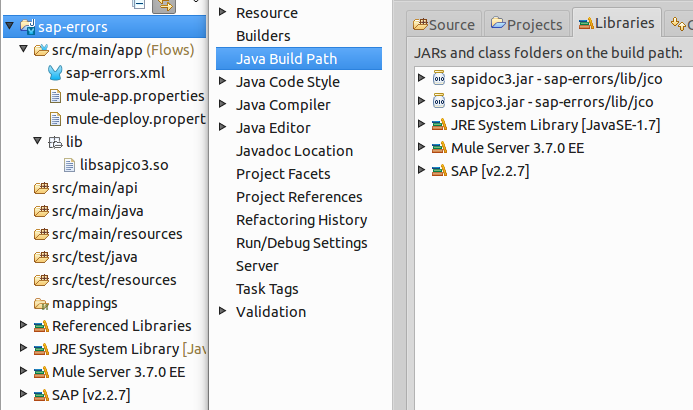 sap-errors
src/main/app (Flows)
sap-errors.xml
mule-app.properties
mule-deploy.propert
lib
libsapjco3.so
src/main/api
src/main/java
src/main/resources
src/test/java
src/test/resources
mappings
Referenced Libraries
JRE System Library [Jav
Mule Server 3.7.0 EE
SAP [v2.2.7]
Resource
Builders
Java Build Path
Java Code Style
Java Compiler
Java Editor
Javadoc Location
Project Facets
Project References
Refactoring History
Run/Debug Settings
Server
Task Tags
Validation
Source Projects Libraries
JARs and class folders on the build path:
sapidoc3.jar - sap-errors/lib/jco
sapjco3.jar - sap-errors/lib/jco
JRE System Library [JavaSE-1.7]
Mule Server 3.7.0 EE
SAP [v2.2.7]